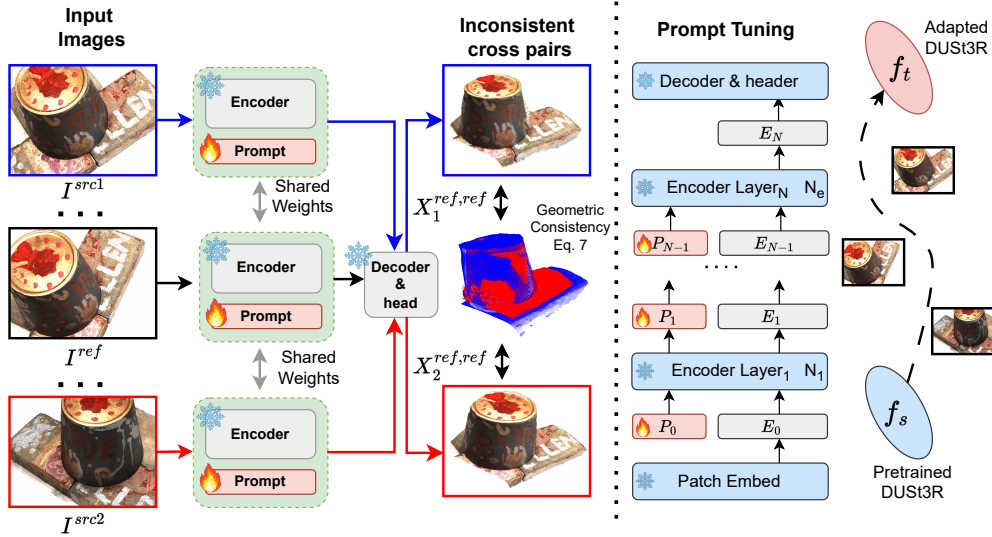 Input
Images
Inconsistent
cross pairs
Prompt Tuning
Adapted
DUSt3R
Encoder
Prompt
I^{src1}
Shared
Weights
X_1^{ref,ref}
Geometric
Consistency
Eq. 7
Encoder
Prompt
Decoder
&
head
I^{ref}
Shared
Weights
X_2^{ref,ref}
Encoder
Prompt
I^{src2}
Decoder & header
E_N
Encoder Layer_N N_e
P_{N-1} E_{N-1}
· · · ·
P_1 E_1
Encoder Layer_1 N_1
P_0 E_0
Patch Embed
f_t
f_s
Pretrained
DUSt3R